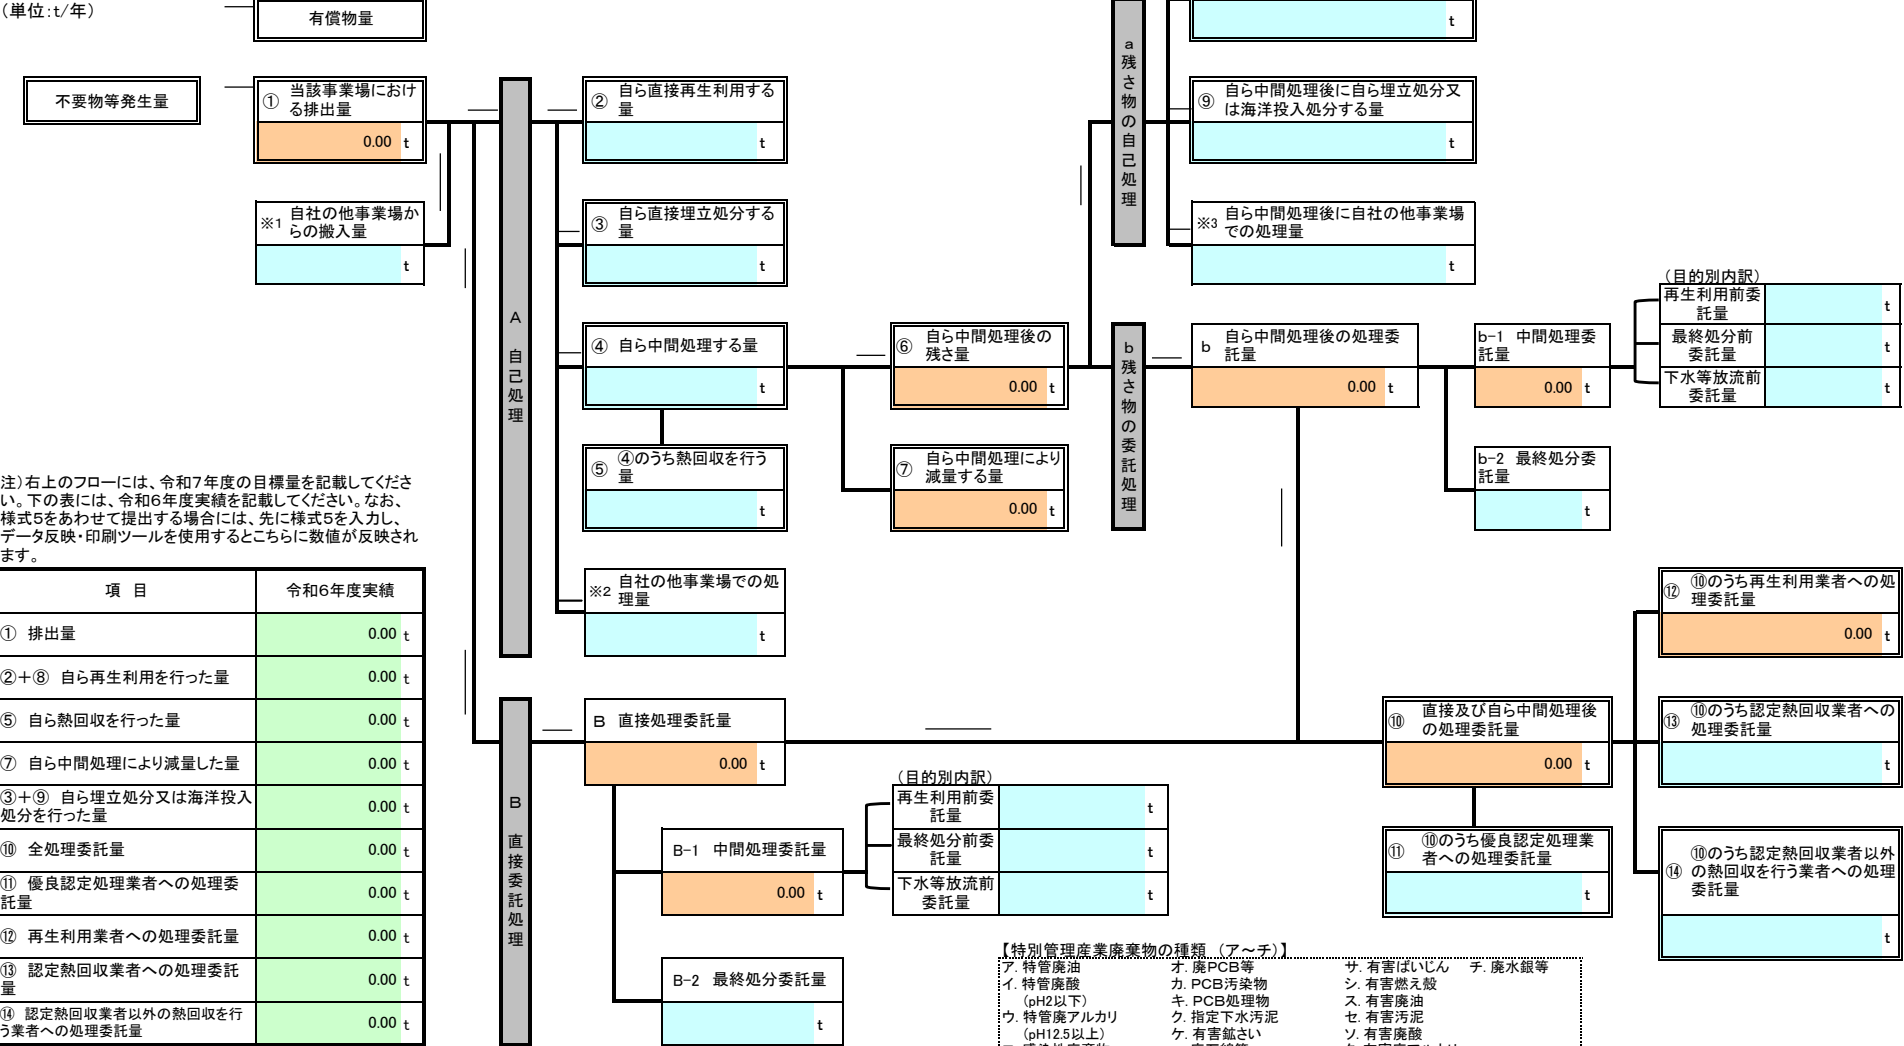 （単位：t/年）
有償物量
t
不要物等発生量
① 当該事業場におけ
る排出量
0.00 t
※1 自社の他事業場か
らの搬入量
t
A 自己処理
② 自ら直接再生利用する
量
t
③ 自ら直接埋立処分する
量
t
④ 自ら中間処理する量
t
⑤ ④のうち熱回収を行う
量
t
※2 自社の他事業場での処
理量
t
⑥ 自ら中間処理後の
残さ量
0.00 t
⑦ 自ら中間処理により
減量する量
0.00 t
a 残さ物の自己処理
⑨ 自ら中間処理後に自ら埋立処分又
は海洋投入処分する量
t
※3 自ら中間処理後に自社の他事業場
での処理量
t
b 残さ物の委託処理
b 自ら中間処理後の処理委
託量
0.00 t
b-1 中間処理委
託量
0.00 t
b-2 最終処分委
託量
t
（目的別内訳）
再生利用前委
託量
t
最終処分前
委託量
t
下水等放流前
委託量
t
注）右上のフローには、令和７年度の目標量を記載してくださ
い。下の表には、令和６年度実績を記載してください。なお、
様式５をあわせて提出する場合には、先に様式５を入力し、
データ反映・印刷ツールを使用するとこちらに数値が反映され
ます。
項 目 令和６年度実績
① 排出量 0.00 t
②＋⑧ 自ら再生利用を行った量 0.00 t
⑤ 自ら熱回収を行った量 0.00 t
⑦ 自ら中間処理により減量した量 0.00 t
③＋⑨ 自ら埋立処分又は海洋投入
処分を行った量 0.00 t
⑩ 全処理委託量 0.00 t
⑪ 優良認定処理業者への処理委
託量 0.00 t
⑫ 再生利用業者への処理委託量 0.00 t
⑬ 認定熱回収業者への処理委託
量 0.00 t
⑭ 認定熱回収業者以外の熱回収を行
う業者への処理委託量 0.00 t
B 直接委託処理
B 直接処理委託量
0.00 t
B-1 中間処理委託量
0.00 t
B-2 最終処分委託量
t
（目的別内訳）
再生利用前委
託量
t
最終処分前委
託量
t
下水等放流前
委託量
t
⑩ 直接及び自ら中間処理後
の処理委託量
0.00 t
⑪ ⑩のうち優良認定処理業
者への処理委託量
t
⑫ ⑩のうち再生利用業者への処
理委託量
0.00 t
⑬ ⑩のうち認定熱回収業者への
処理委託量
t
⑭ ⑩のうち認定熱回収業者以外
の熱回収を行う業者への処理
委託量
t
【特別管理産業廃棄物の種類 （ア～チ）】
ア. 特管廃油 オ. 廃PCB等 サ. 有害ばいじん チ. 廃水銀等
イ. 特管廃酸 カ. PCB汚染物 シ. 有害燃え殻
（pH2以下） キ. PCB処理物 ス. 有害廃油
ウ. 特管廃アルカリ ク. 指定下水汚泥 セ. 有害汚泥
（pH12.5以上） ケ. 有害鉱さい ソ. 有害廃酸